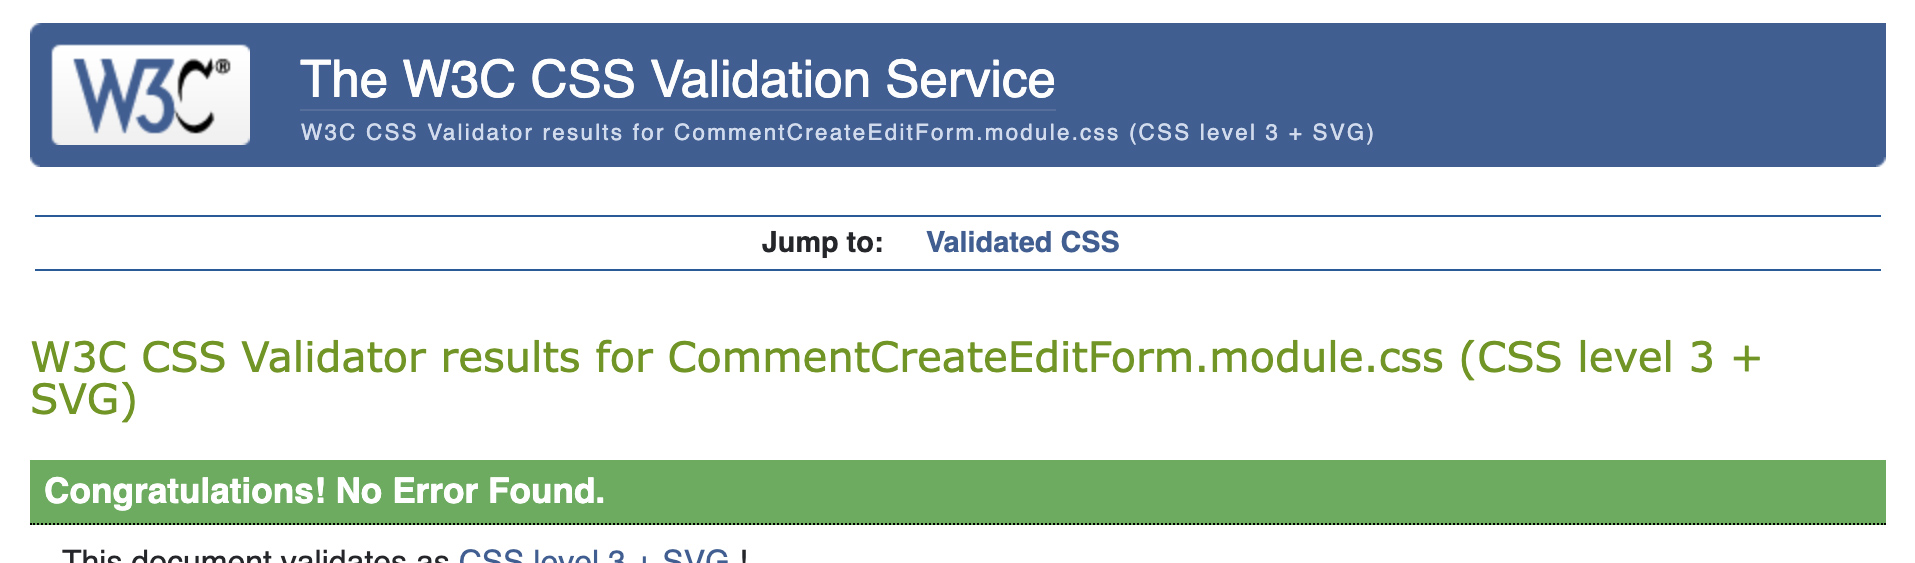 W3C®
The W3C CSS Validation Service
W3C CSS Validator results for CommentCreateEditForm.module.css (CSS level 3 + SVG)
Jump to: Validated CSS
W3C CSS Validator results for CommentCreateEditForm.module.css (CSS level 3 +
SVG)
Congratulations! No Error Found.
This document validates as CSS level 3 + SVG !